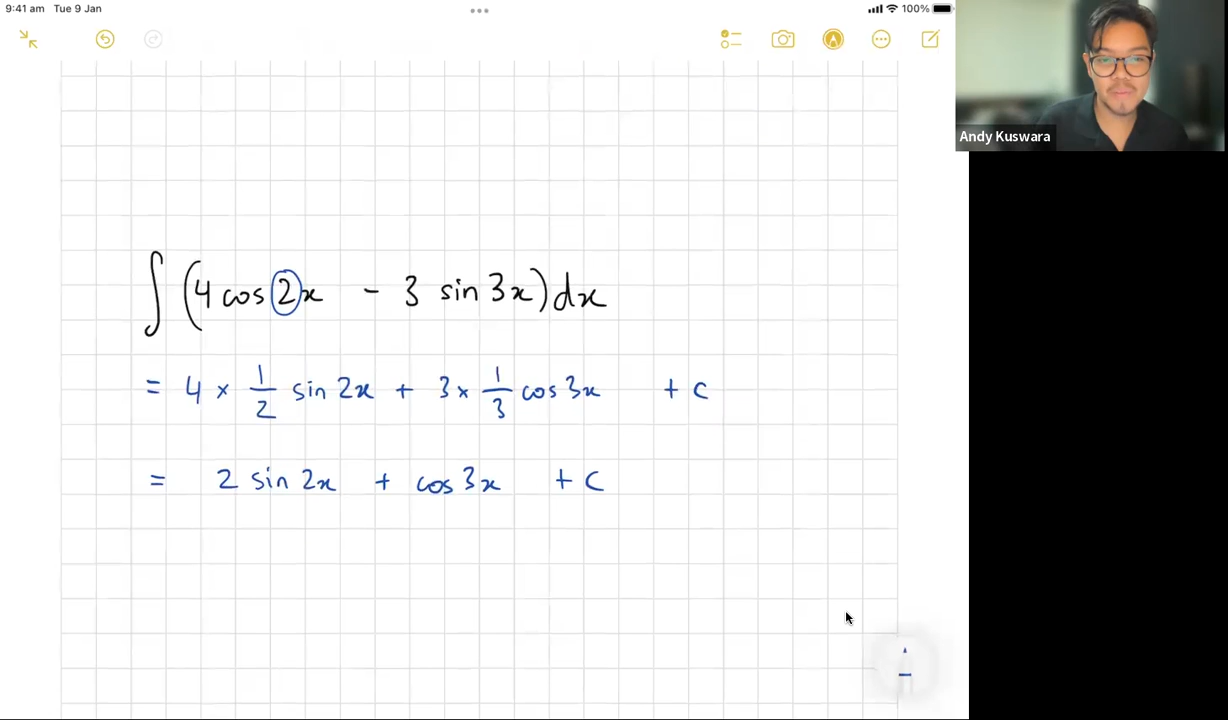 9:41 am Tue 9 Jan
100%
Andy Kuswara
∫ (4 cos 2x - 3 sin 3x) dx
= 4 × 1/2 sin 2x + 3 × 1/3 cos 3x + c
= 2 sin 2x + cos 3x + c